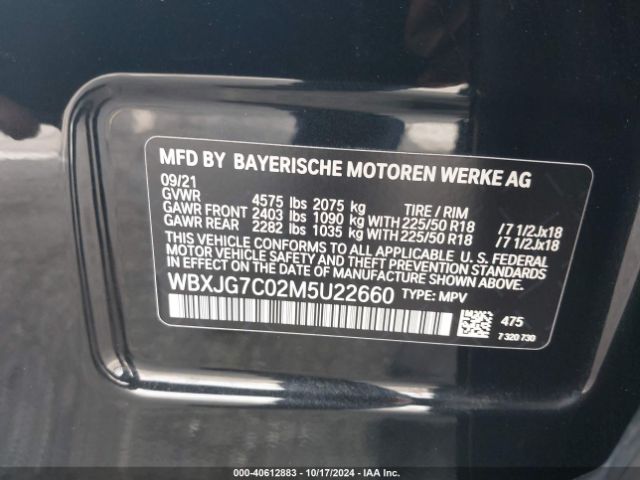 MFD BY BAYERISCHE MOTOREN WERKE AG
09/21
GVWR 4575 lbs 2075 kg TIRE / RIM
GAWR FRONT 2403 lbs 1090 kg WITH 225/50 R18 /7 1/2Jx18
GAWR REAR 2282 lbs 1035 kg WITH 225/50 R18 /7 1/2Jx18
THIS VEHICLE CONFORMS TO ALL APPLICABLE U. S. FEDERAL
MOTOR VEHICLE SAFETY AND THEFT PREVENTION
STANDARDS IN EFFECT ON THE DATE OF MANUFACTURE
SHOWN ABOVE.
WBXJG7C02M5U22660 TYPE: MPV
475
7 320 730
© - 40612883 - 10/17/2024 - IAA Inc.